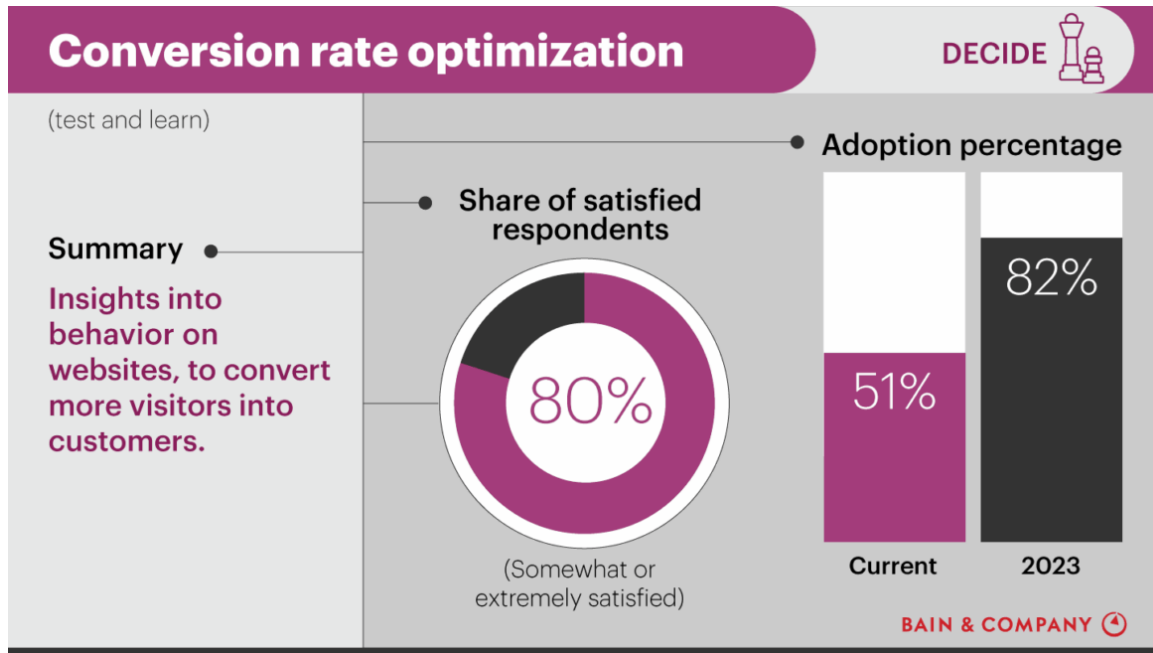 Conversion rate optimization
DECIDE
(test and learn)
Summary
Insights into
behavior on
websites, to convert
more visitors into
customers.
Share of satisfied
respondents
80%
(Somewhat or
extremely satisfied)
Adoption percentage
51%
82%
Current
2023
BAIN & COMPANY